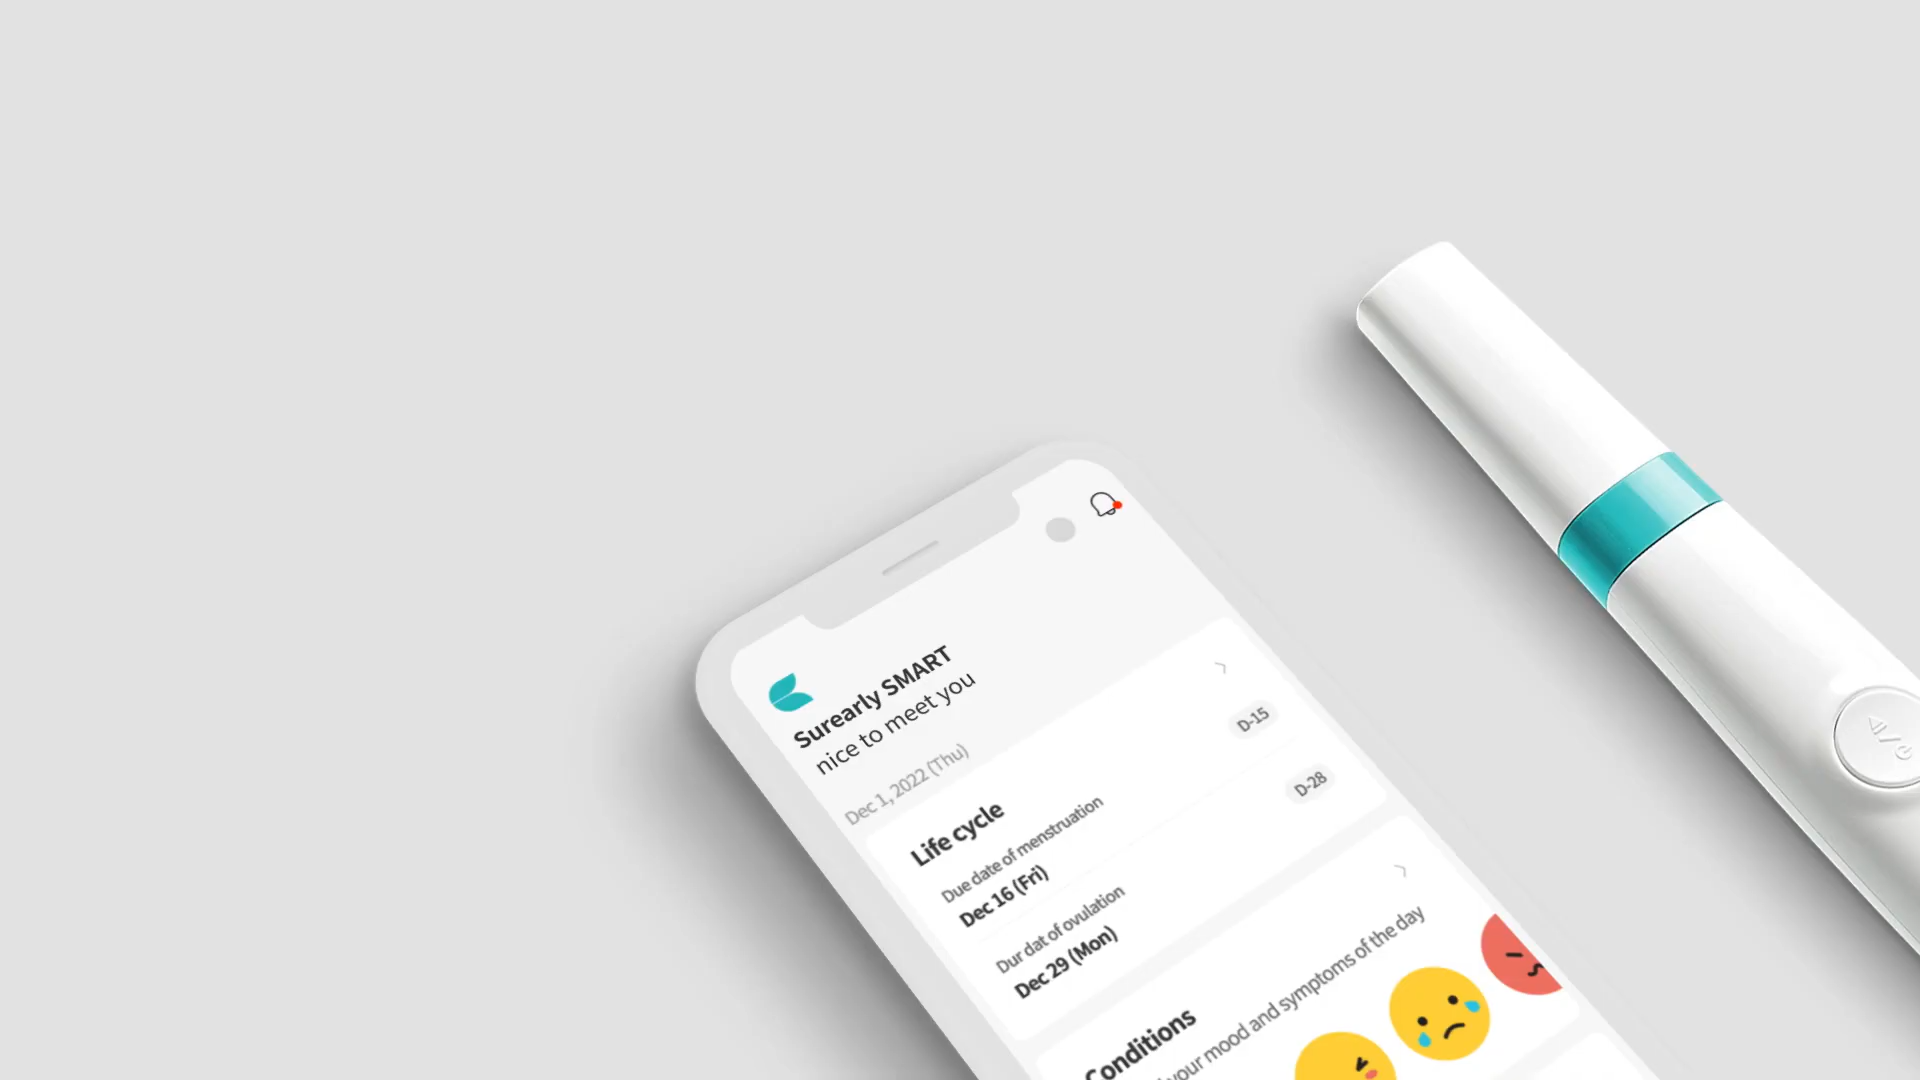 Surearly SMART
nice to meet you
Dec 1, 2022 (Thu)
Life cycle
Due date of menstruation
Dec 16 (Fri)
D-15
Dur dat of ovulation
Dec 29 (Mon)
D-28
Conditions
your mood and symptoms of the day